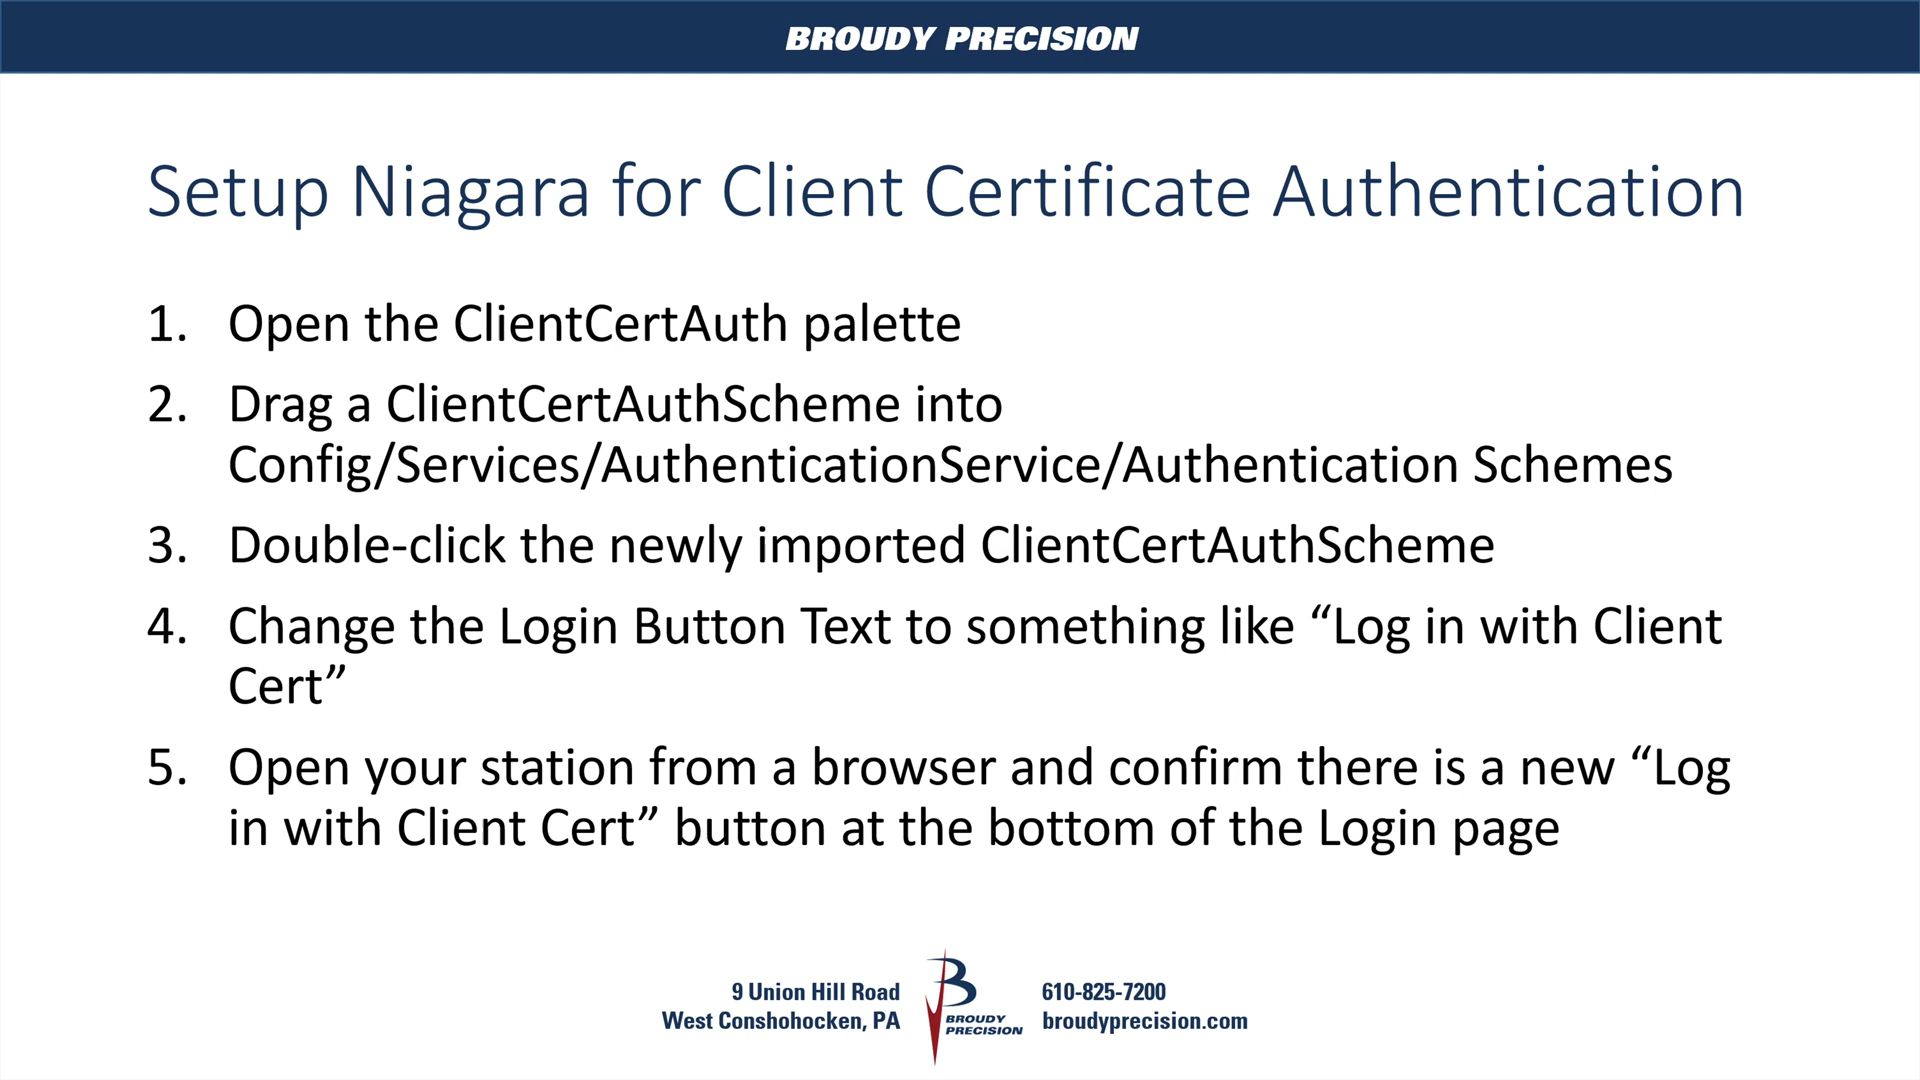 BROUDY PRECISION
Setup Niagara for Client Certificate Authentication
1. Open the ClientCertAuth palette
2. Drag a ClientCertAuthScheme into
Config/Services/AuthenticationService/Authentication Schemes
3. Double-click the newly imported ClientCertAuthScheme
4. Change the Login Button Text to something like “Log in with Client
Cert”
5. Open your station from a browser and confirm there is a new “Log
in with Client Cert” button at the bottom of the Login page
9 Union Hill Road
West Conshohocken, PA
B
BROUDY
PRECISION
610-825-7200
broudyprecision.com